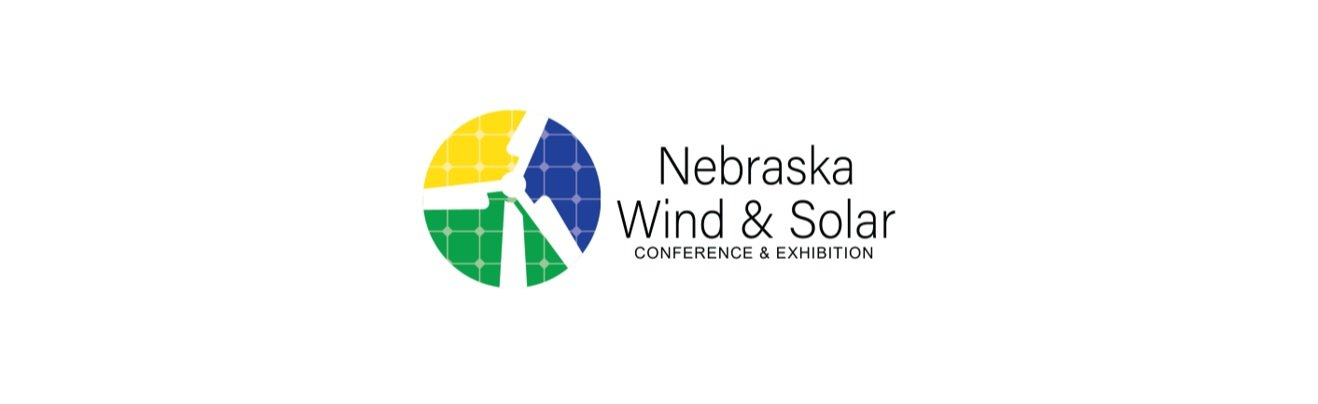 Nebraska
Wind & Solar
CONFERENCE & EXHIBITION